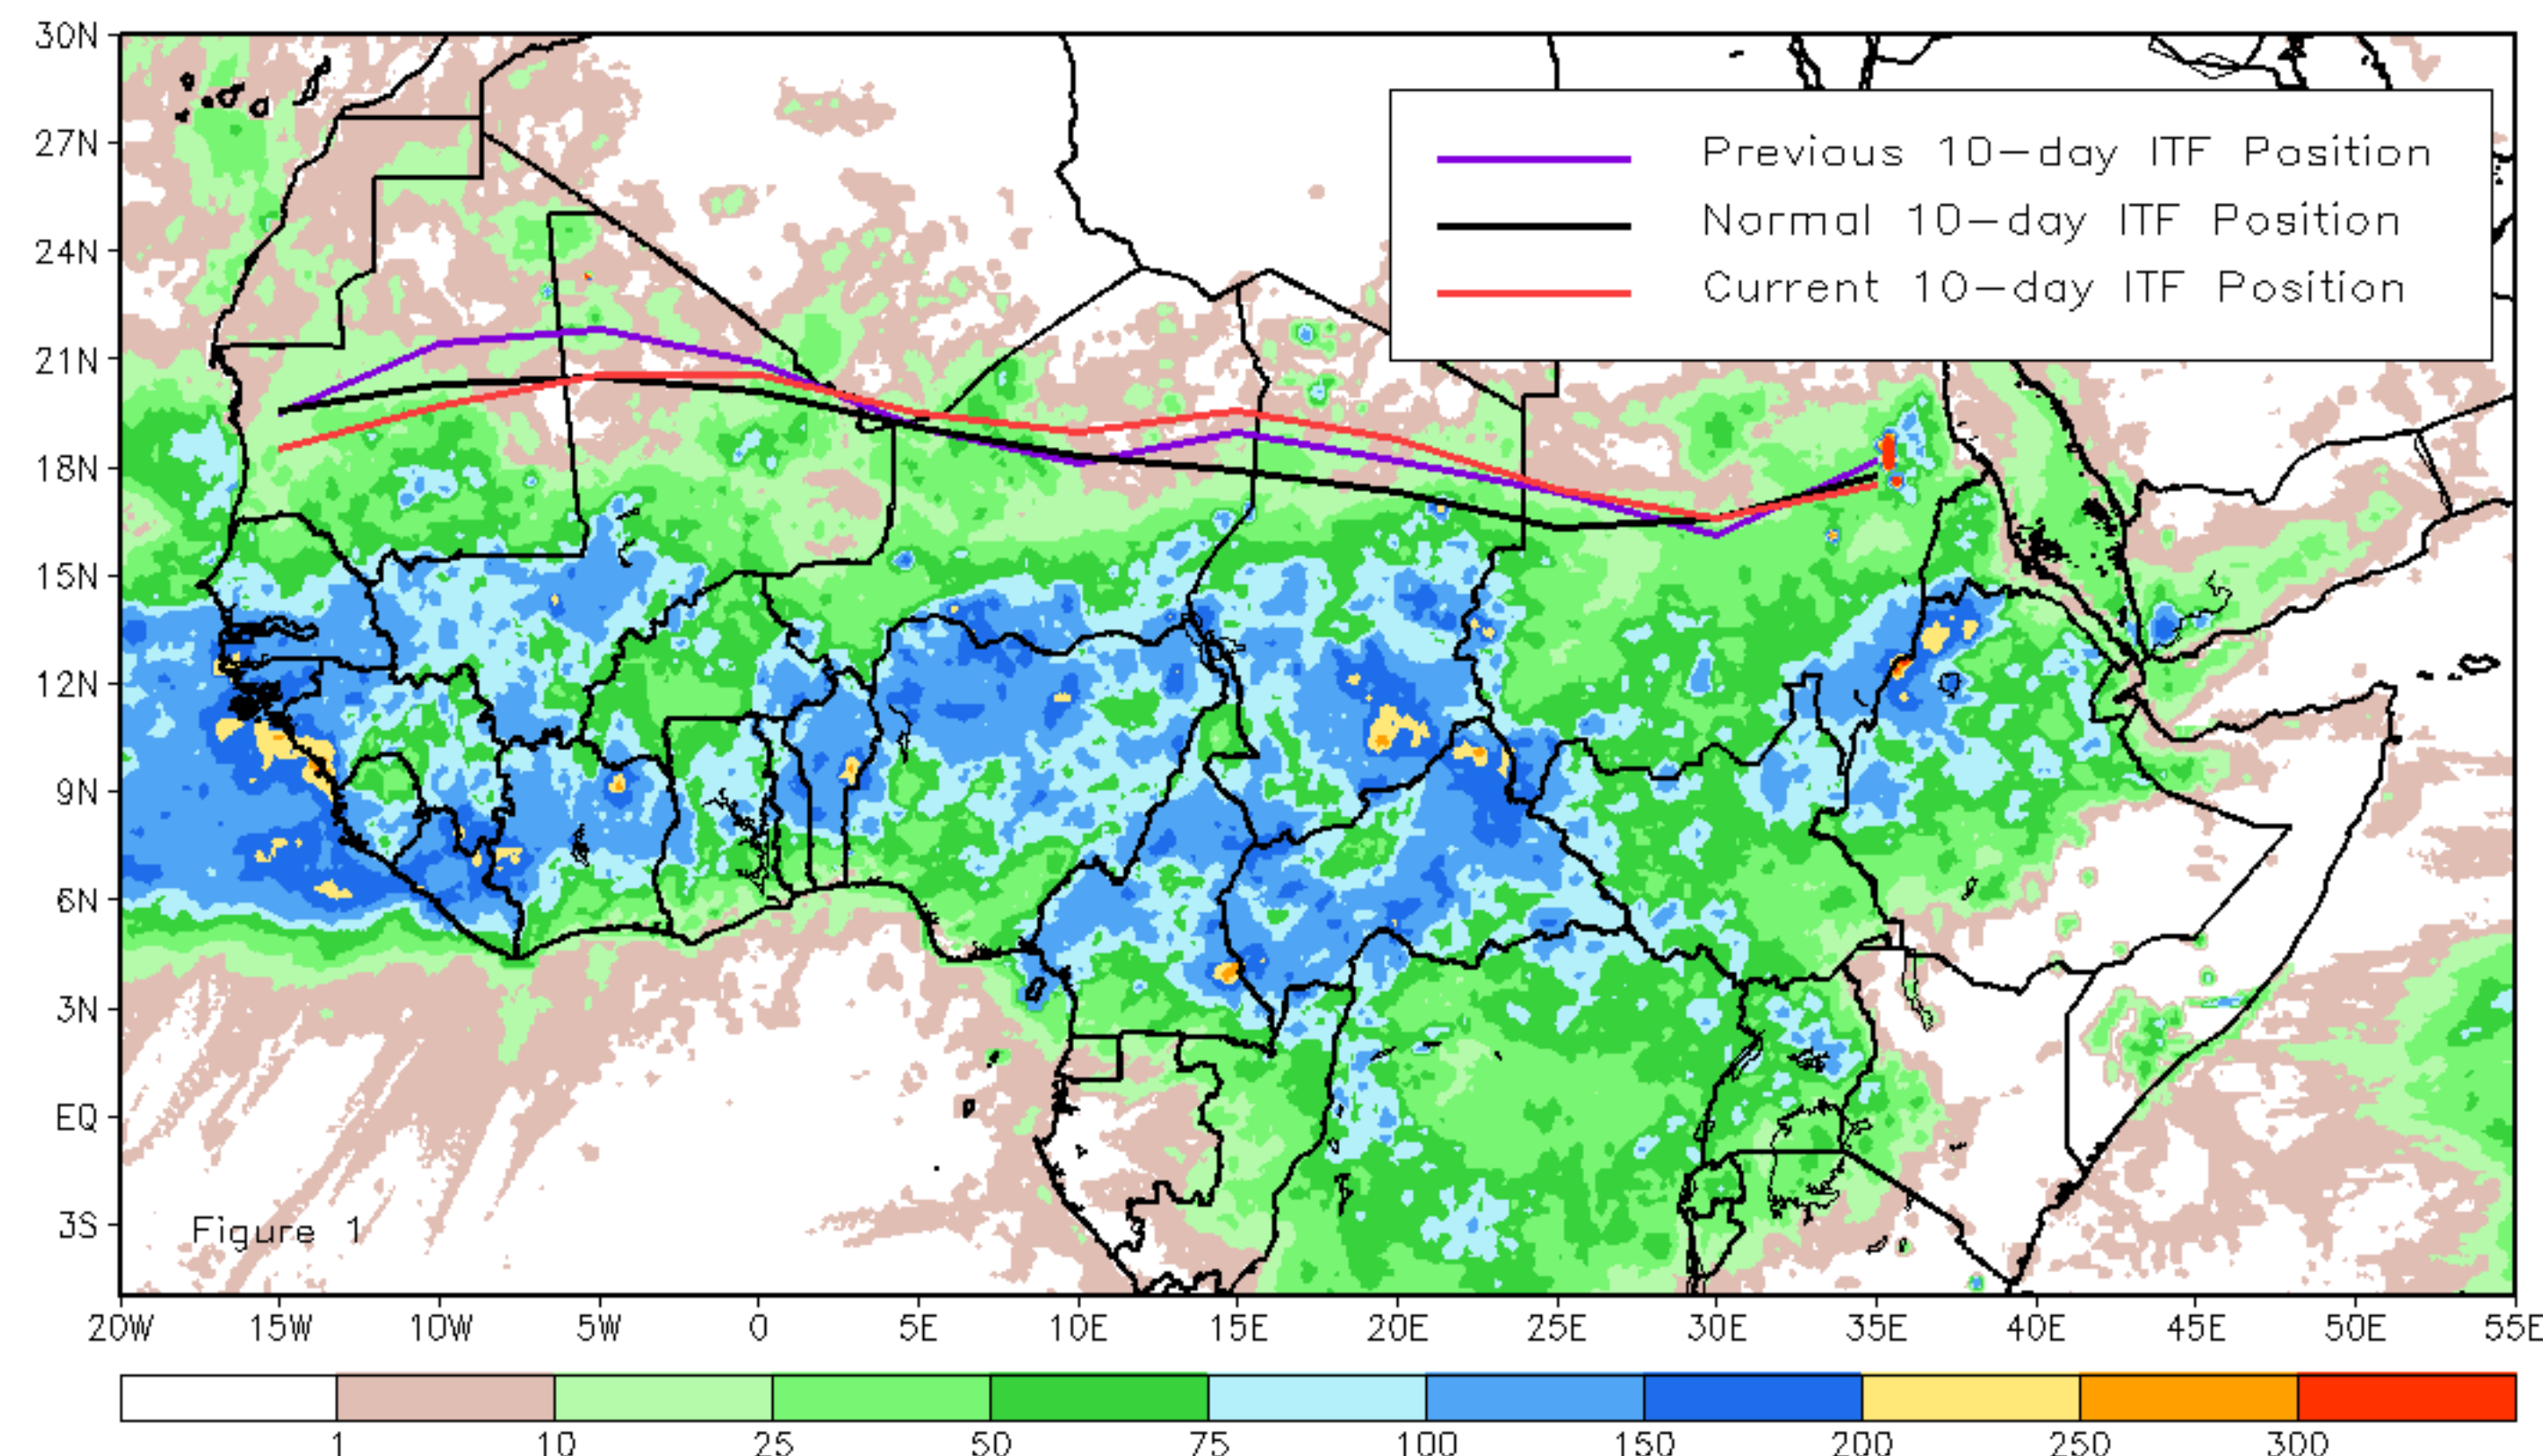 30N
27N
24N
21N
18N
15N
12N
9N
6N
3N
EQ
3S
Previous 10-day ITF Position
Normal 10-day ITF Position
Current 10-day ITF Position
Figure 1
20W 15W 10W 5W 0 5E 10E 15E 20E 25E 30E 35E 40E 45E 50E 55E
1 10 25 50 75 100 150 200 250 300